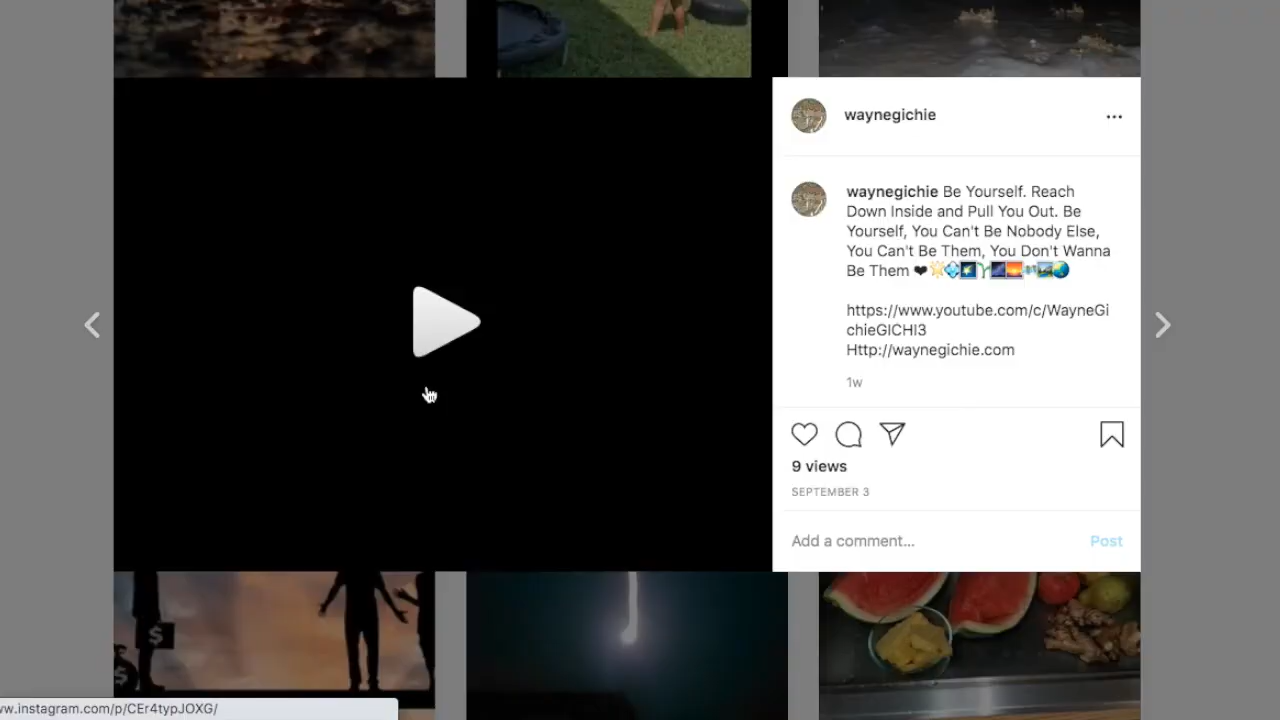 waynegichie
waynegichie Be Yourself. Reach
Down Inside and Pull You Out. Be
Yourself, You Can't Be Nobody Else,
You Can't Be Them, You Don't Wanna
Be Them ❤
https://www.youtube.com/c/WayneGi
chieGICHI3
Http://waynegichie.com
1w
9 views
SEPTEMBER 3
Add a comment... Post
$
$
ww.instagram.com/p/CEr4typJOXG/